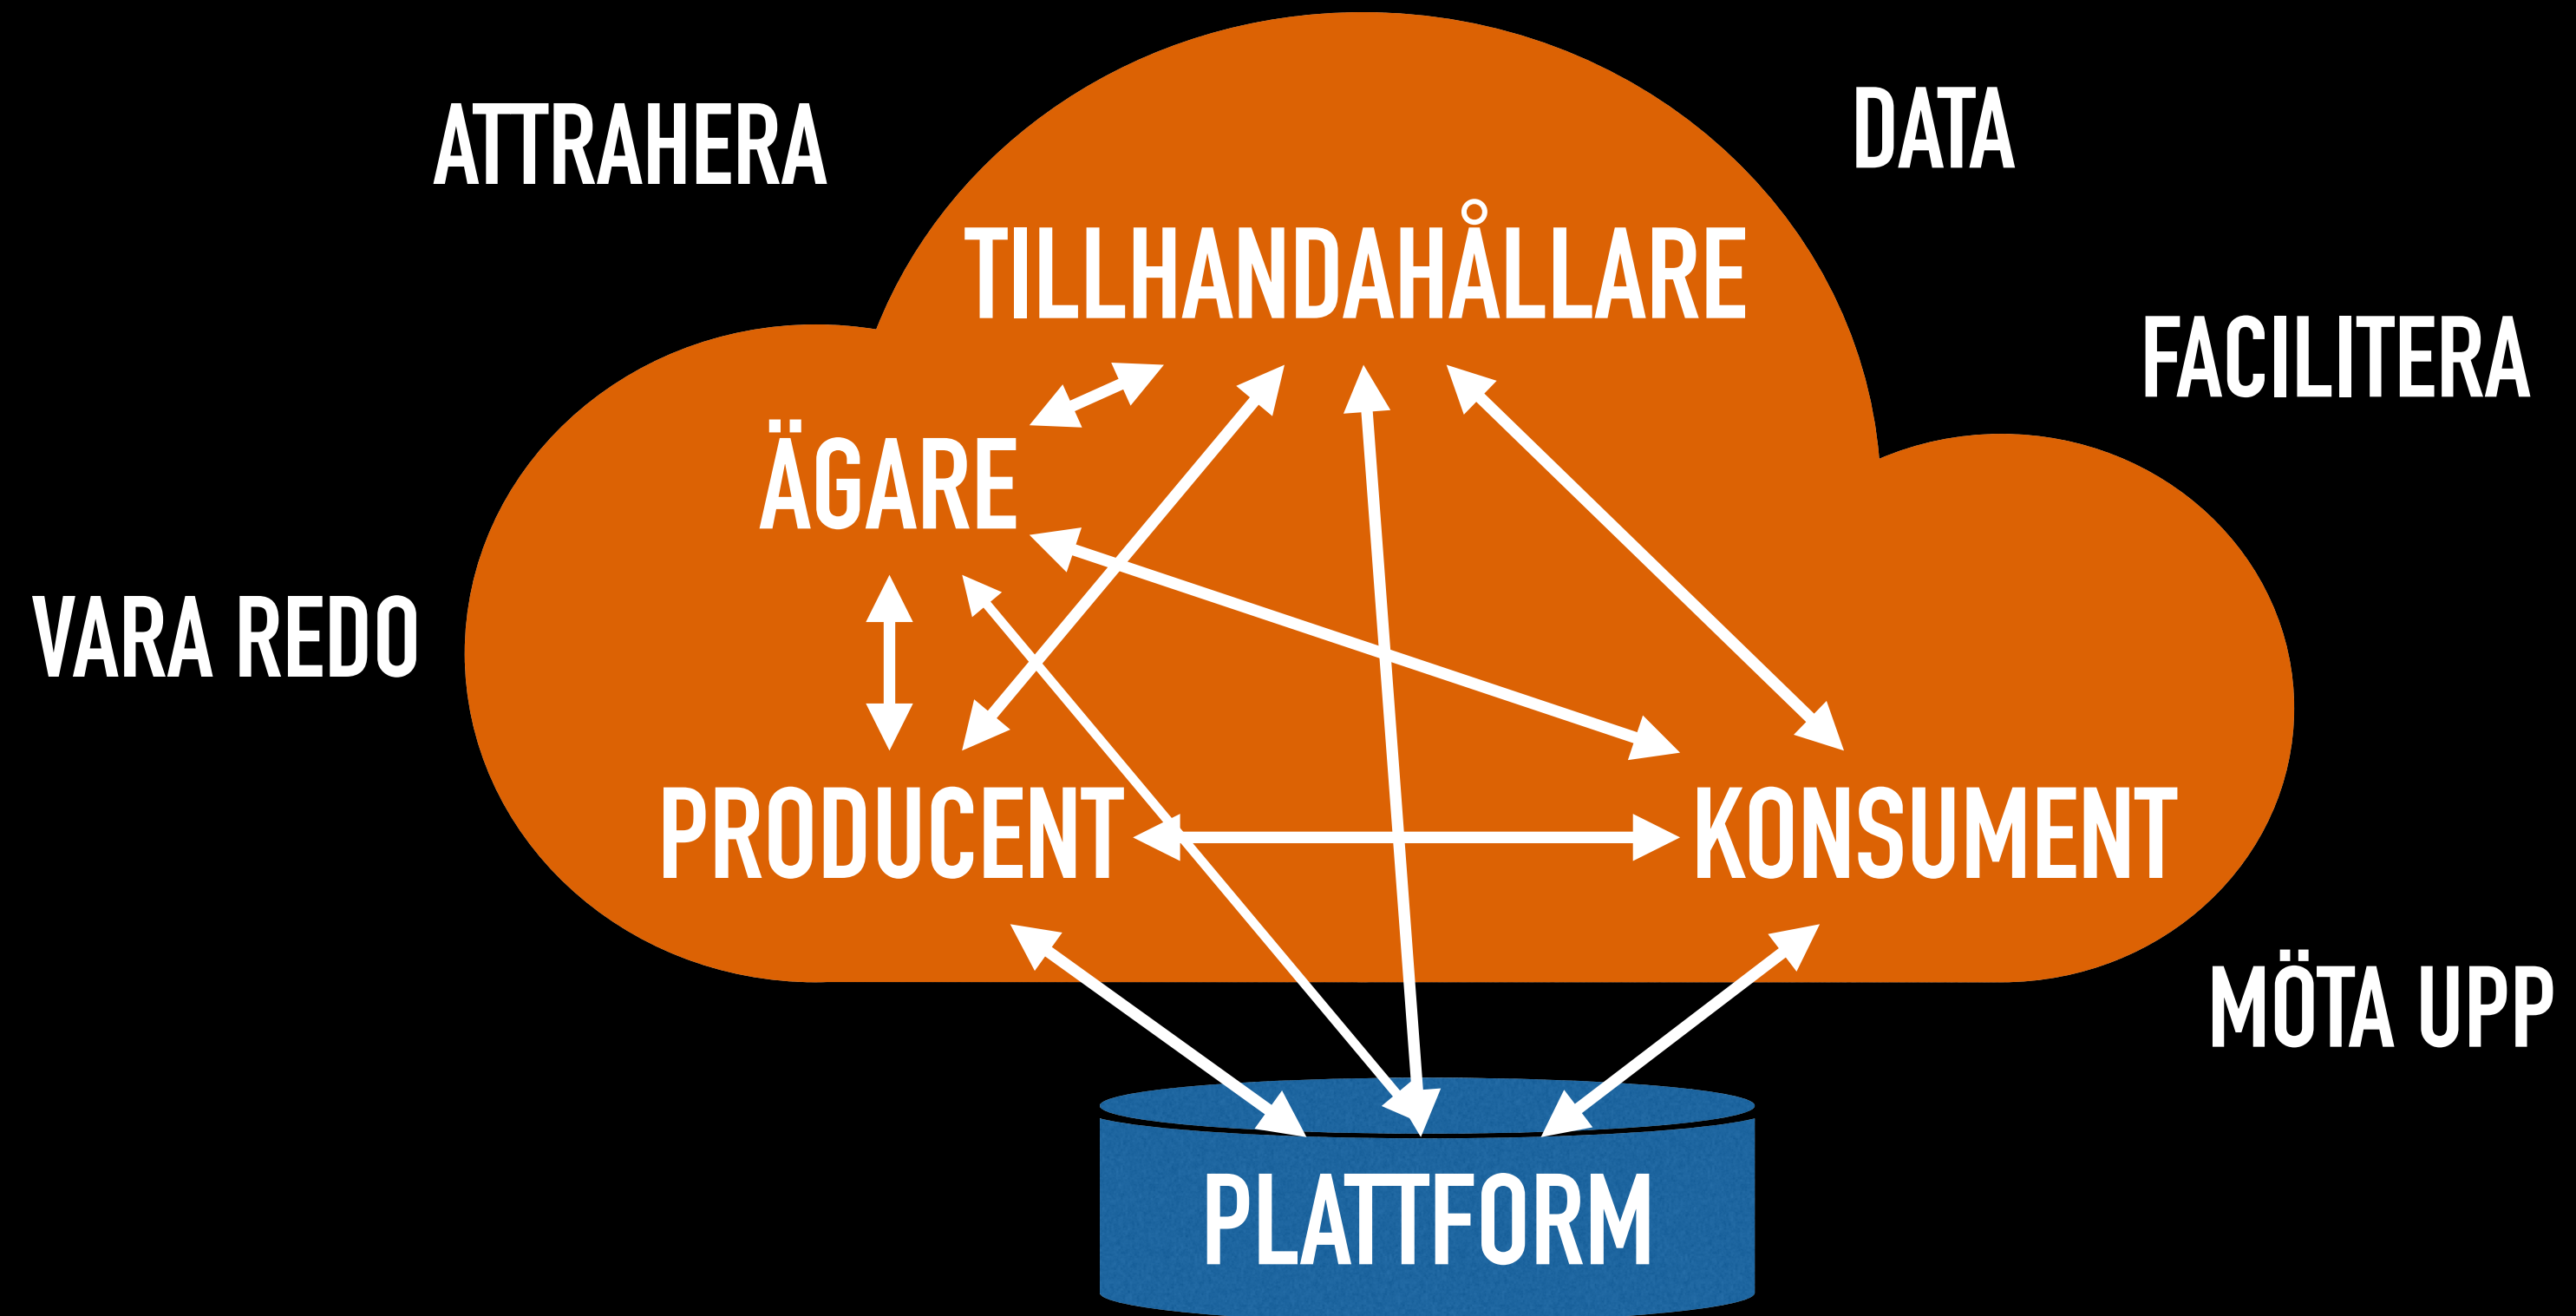 ATTRAHERA
DATA
TILLHANDAHÅLLARE
FACILITERA
ÄGARE
VARA REDO
PRODUCENT
KONSUMENT
MÖTA UPP
PLATTFORM